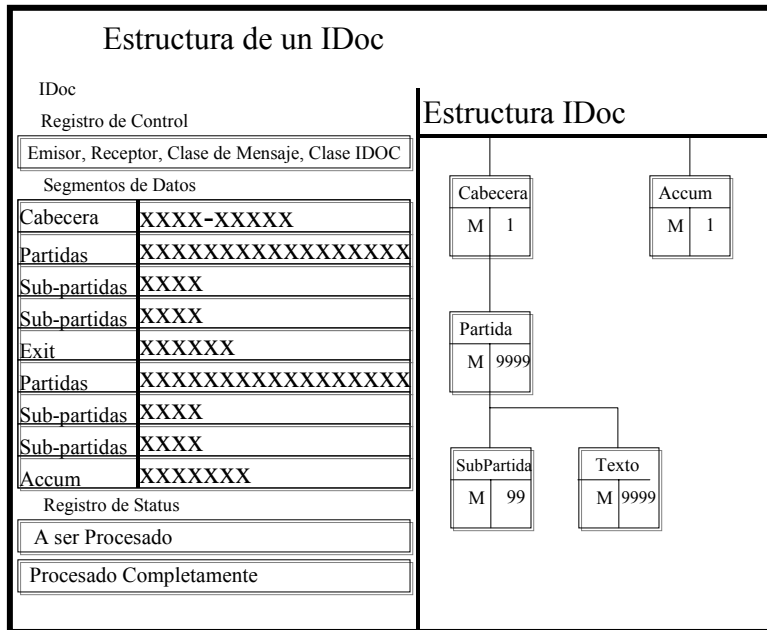 Estructura de un IDoc
IDoc
Registro de Control
Emisor, Receptor, Clase de Mensaje, Clase IDOC
Segmentos de Datos
Cabecera xxxx-xxxxx
Partidas xxxxxxxxxxxxxxxxxx
Sub-partidas xxxx
Sub-partidas xxxx
Exit xxxxxx
Partidas xxxxxxxxxxxxxxxxxx
Sub-partidas xxxx
Sub-partidas xxxx
Accum xxxxxxx
Registro de Status
A ser Procesado
Procesado Completamente
Estructura IDoc
Cabecera
M 1
Accum
M 1
Partida
M 9999
SubPartida
M 99
Texto
M 9999